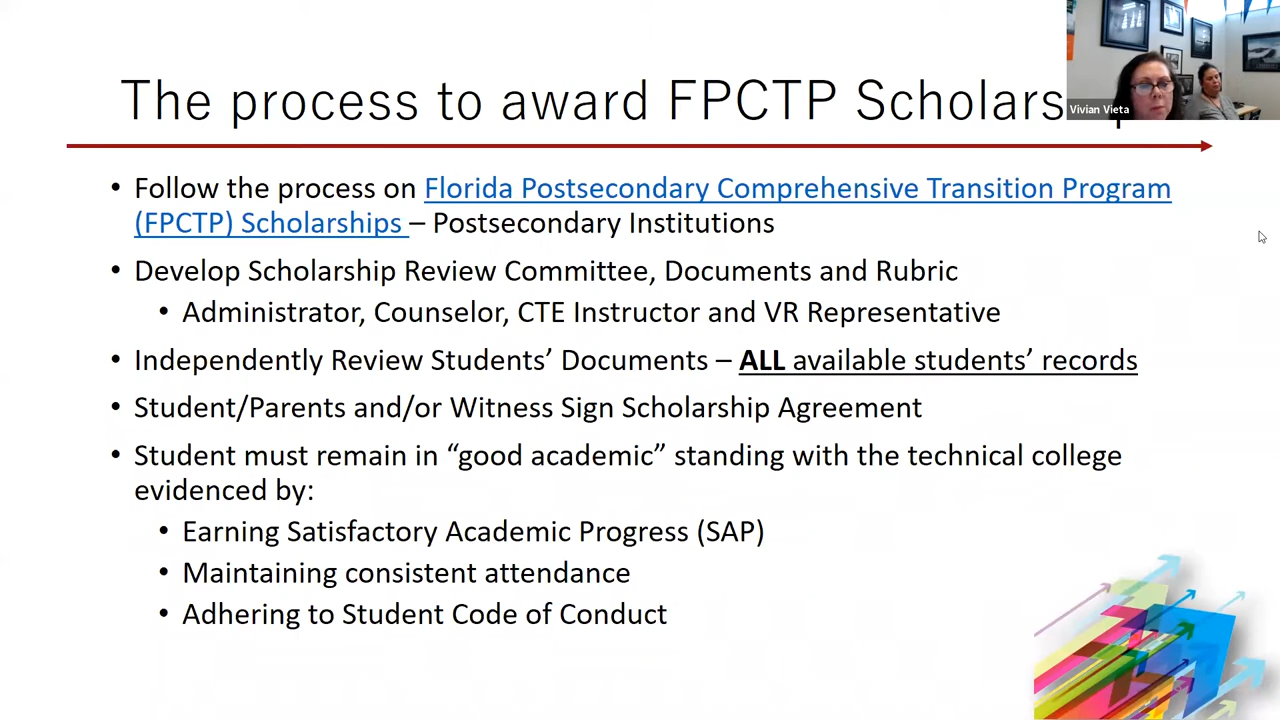 The process to award FPCTP Scholars
Vivian Vieta
• Follow the process on Florida Postsecondary Comprehensive Transition Program
(FPCTP) Scholarships – Postsecondary Institutions
• Develop Scholarship Review Committee, Documents and Rubric
• Administrator, Counselor, CTE Instructor and VR Representative
• Independently Review Students’ Documents – ALL available students’ records
• Student/Parents and/or Witness Sign Scholarship Agreement
• Student must remain in “good academic” standing with the technical college
evidenced by:
• Earning Satisfactory Academic Progress (SAP)
• Maintaining consistent attendance
• Adhering to Student Code of Conduct